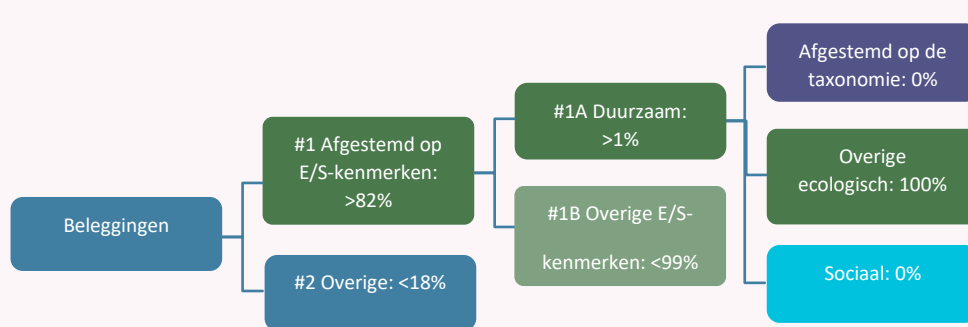 Beleggingen
#1 Afgestemd op
E/S-kenmerken:
>82%
#2 Overige: <18%
#1A Duurzaam:
>1%
#1B Overige E/S-
kenmerken: <99%
Afgestemd op de
taxonomie: 0%
Overige
ecologisch: 100%
Sociaal: 0%